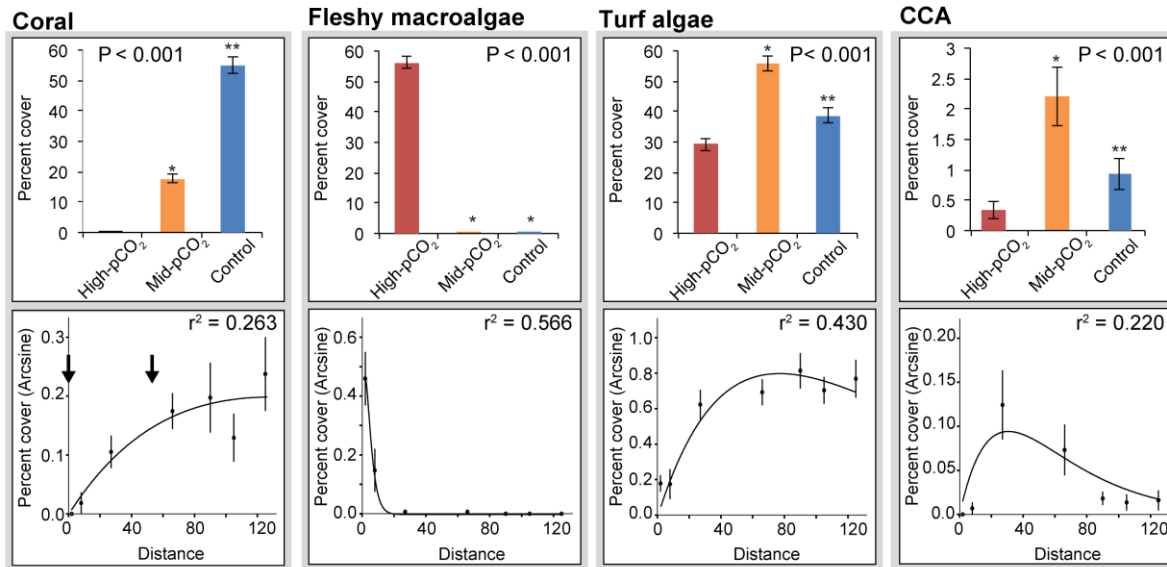 Coral
P < 0.001
Percent cover
60
50
40
30
20
10
0
*
**
High-pCO₂
Mid-pCO₂
Control
Fleshy macroalgae
P < 0.001
Percent cover
60
50
40
30
20
10
0
*
*
High-pCO₂
Mid-pCO₂
Control
Turf algae
P < 0.001
Percent cover
60
50
40
30
20
10
0
*
**
High-pCO₂
Mid-pCO₂
Control
CCA
P < 0.001
Percent cover
3
2.5
2
1.5
1
0.5
0
*
**
High-pCO₂
Mid-pCO₂
Control
r² = 0.263
Percent cover (Arcsine)
0.3
0.2
0.1
0.0
0 40 80 120
Distance
r² = 0.566
Percent cover (Arcsine)
0.6
0.4
0.2
0.0
0 40 80 120
Distance
r² = 0.430
Percent cover (Arcsine)
1.0
0.8
0.6
0.4
0.2
0.0
0 40 80 120
Distance
r² = 0.220
Percent cover (Arcsine)
0.20
0.15
0.10
0.05
0.00
0 40 80 120
Distance